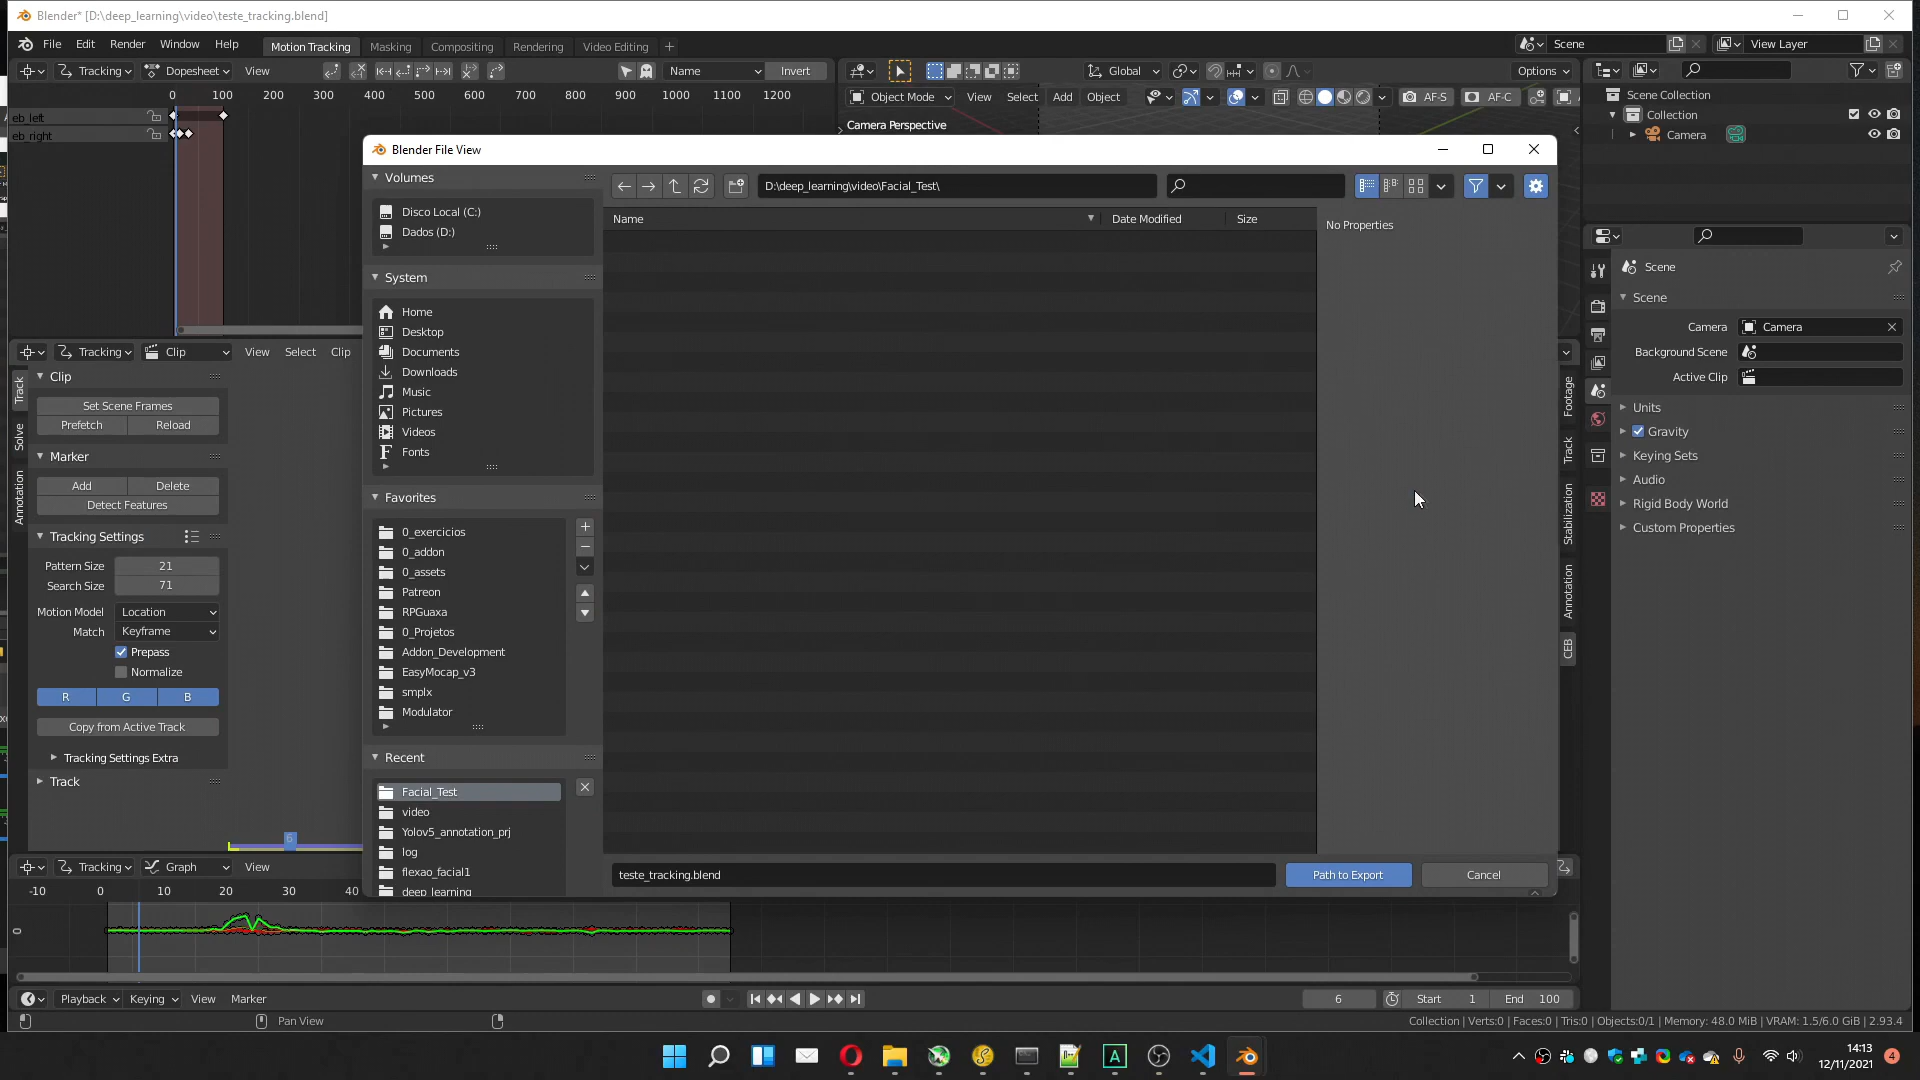 Blender* [D:\deep_learning\video\teste_tracking.blend]
File Edit Render Window Help Motion Tracking Masking Compositing Rendering Video Editing + Scene View Layer
Tracking Dopesheet View Name Invert Global Options
0 100 200 300 400 500 600 700 800 900 1000 1100 1200
Object Mode View Select Add Object AF-S AF-C
Scene Collection
Collection
Camera
eb_left
eb_right
Camera Perspective
Blender File View
Volumes
Disco Local (C:)
Dados (D:)
System
Home
Desktop
Documents
Downloads
Music
Pictures
Videos
Fonts
Favorites
0_exercicios
0_addon
0_assets
Patreon
RPGuaxa
0_Projetos
Addon_Development
EasyMocap_v3
smplx
Modulator
Recent
Facial_Test
video
Yolov5_annotation_prj
log
flexao_facial1
deep_learning
D:\deep_learning\video\Facial_Test\
Name Date Modified Size
No Properties
teste_tracking.blend Path to Export Cancel
Tracking Clip View Select Clip
Track
Solve
Annotation
Clip
Set Scene Frames
Prefetch Reload
Marker
Add Delete
Detect Features
Tracking Settings
Pattern Size 21
Search Size 71
Motion Model Location
Match Keyframe
Prepass
Normalize
R G B
Copy from Active Track
Tracking Settings Extra
Track
6
Footage
Track
Stabilization
Annotation
CEB
Scene
Scene
Camera Camera
Background Scene
Active Clip
Units
Gravity
Keying Sets
Audio
Rigid Body World
Custom Properties
Tracking Graph View
-10 0 10 20 30 40
0
Playback Keying View Marker 6 Start 1 End 100
Pan View
Collection | Verts:0 | Faces:0 | Tris:0 | Objects:0/1 | Memory: 48.0 MiB | VRAM: 1.5/6.0 GiB | 2.93.4
14:13
12/11/2021
4